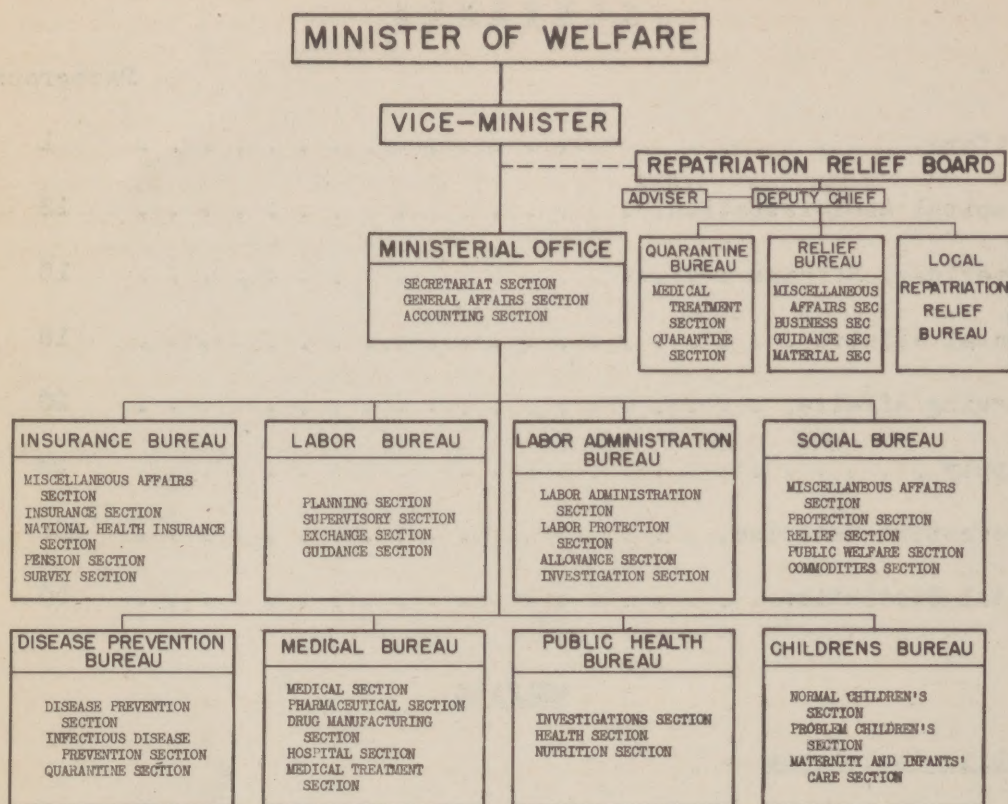 MINISTER OF WELFARE
VICE-MINISTER
REPATRIATION RELIEF BOARD
ADVISER
DEPUTY CHIEF
MINISTERIAL OFFICE
SECRETARIAT SECTION
GENERAL AFFAIRS SECTION
ACCOUNTING SECTION
QUARANTINE
BUREAU
MEDICAL
TREATMENT
SECTION
QUARANTINE
SECTION
RELIEF
BUREAU
MISCELLANEOUS
AFFAIRS SEC
BUSINESS SEC
GUIDANCE SEC
MATERIAL SEC
LOCAL
REPATRIATION
RELIEF
BUREAU
INSURANCE BUREAU
MISCELLANEOUS AFFAIRS
SECTION
INSURANCE SECTION
NATIONAL HEALTH INSURANCE
SECTION
PENSION SECTION
SURVEY SECTION
LABOR BUREAU
PLANNING SECTION
SUPERVISORY SECTION
EXCHANGE SECTION
GUIDANCE SECTION
LABOR ADMINISTRATION
BUREAU
LABOR ADMINISTRATION
SECTION
LABOR PROTECTION
SECTION
ALLOWANCE SECTION
INVESTIGATION SECTION
SOCIAL BUREAU
MISCELLANEOUS AFFAIRS
SECTION
PROTECTION SECTION
RELIEF SECTION
PUBLIC WELFARE SECTION
COMMODITIES SECTION
DISEASE PREVENTION
BUREAU
DISEASE PREVENTION
SECTION
INFECTIOUS DISEASE
PREVENTION SECTION
QUARANTINE SECTION
MEDICAL BUREAU
MEDICAL SECTION
PHARMACEUTICAL SECTION
DRUG MANUFACTURING
SECTION
HOSPITAL SECTION
MEDICAL TREATMENT
SECTION
PUBLIC HEALTH
BUREAU
INVESTIGATIONS SECTION
HEALTH SECTION
NUTRITION SECTION
CHILDRENS BUREAU
NORMAL CHILDREN'S
SECTION
PROBLEM CHILDREN'S
SECTION
MATERNITY AND INFANTS'
CARE SECTION